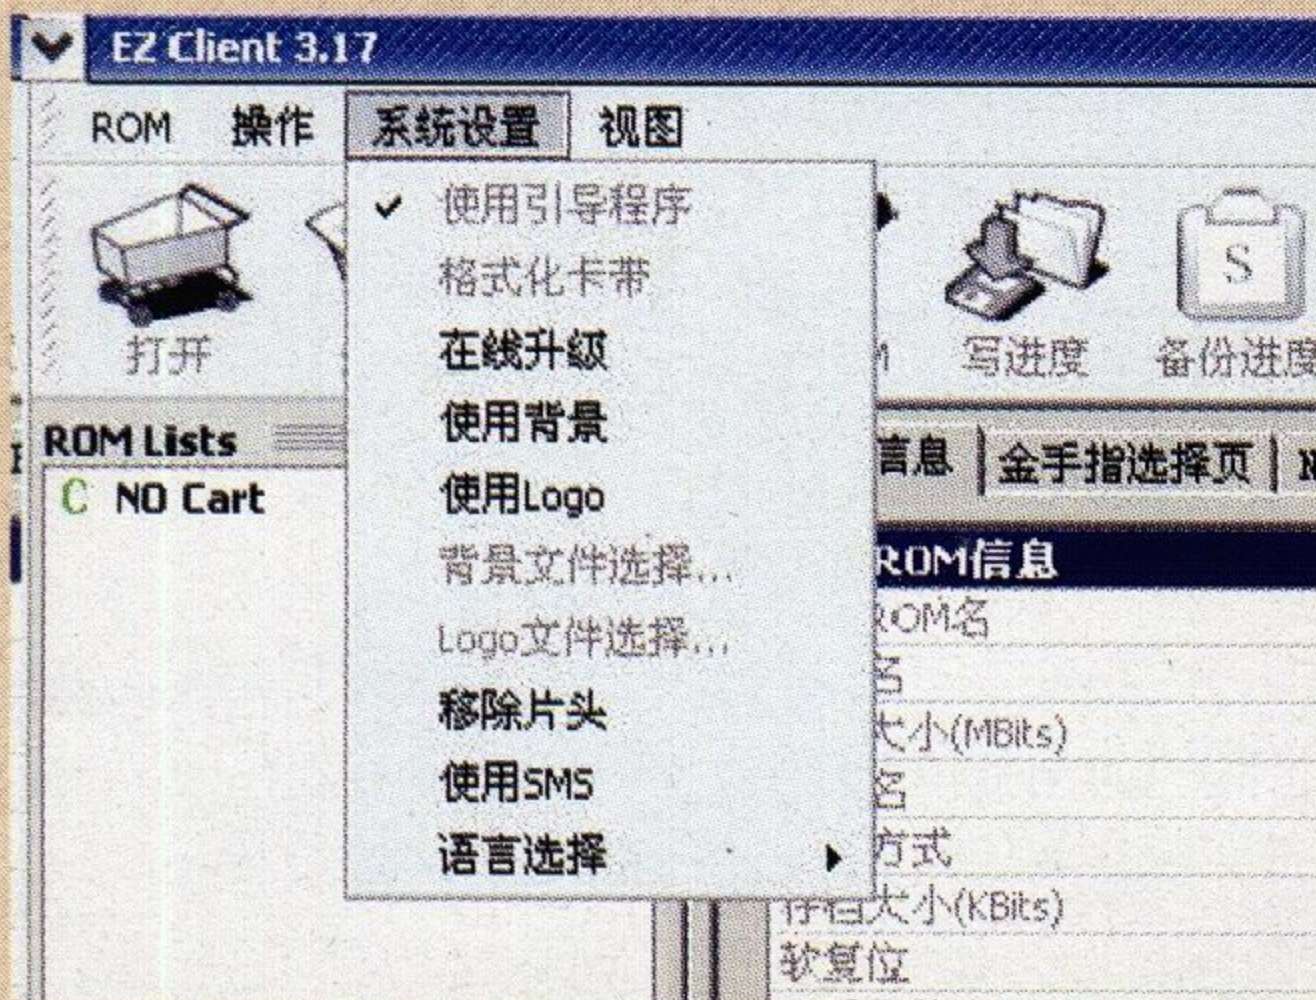 EZ Client 3.17
ROM 操作 系统设置 视图
使用引导程序
格式化卡带
在线升级
使用背景
使用Logo
背景文件选择...
Logo文件选择...
移除片头
使用SMS
语言选择
打开
写进度
备份进度
ROM Lists
NO Cart
信息 金手指选择页
ROM信息
ROM名
名
大小(MBits)
名
方式
存档大小(KBits)
软复位